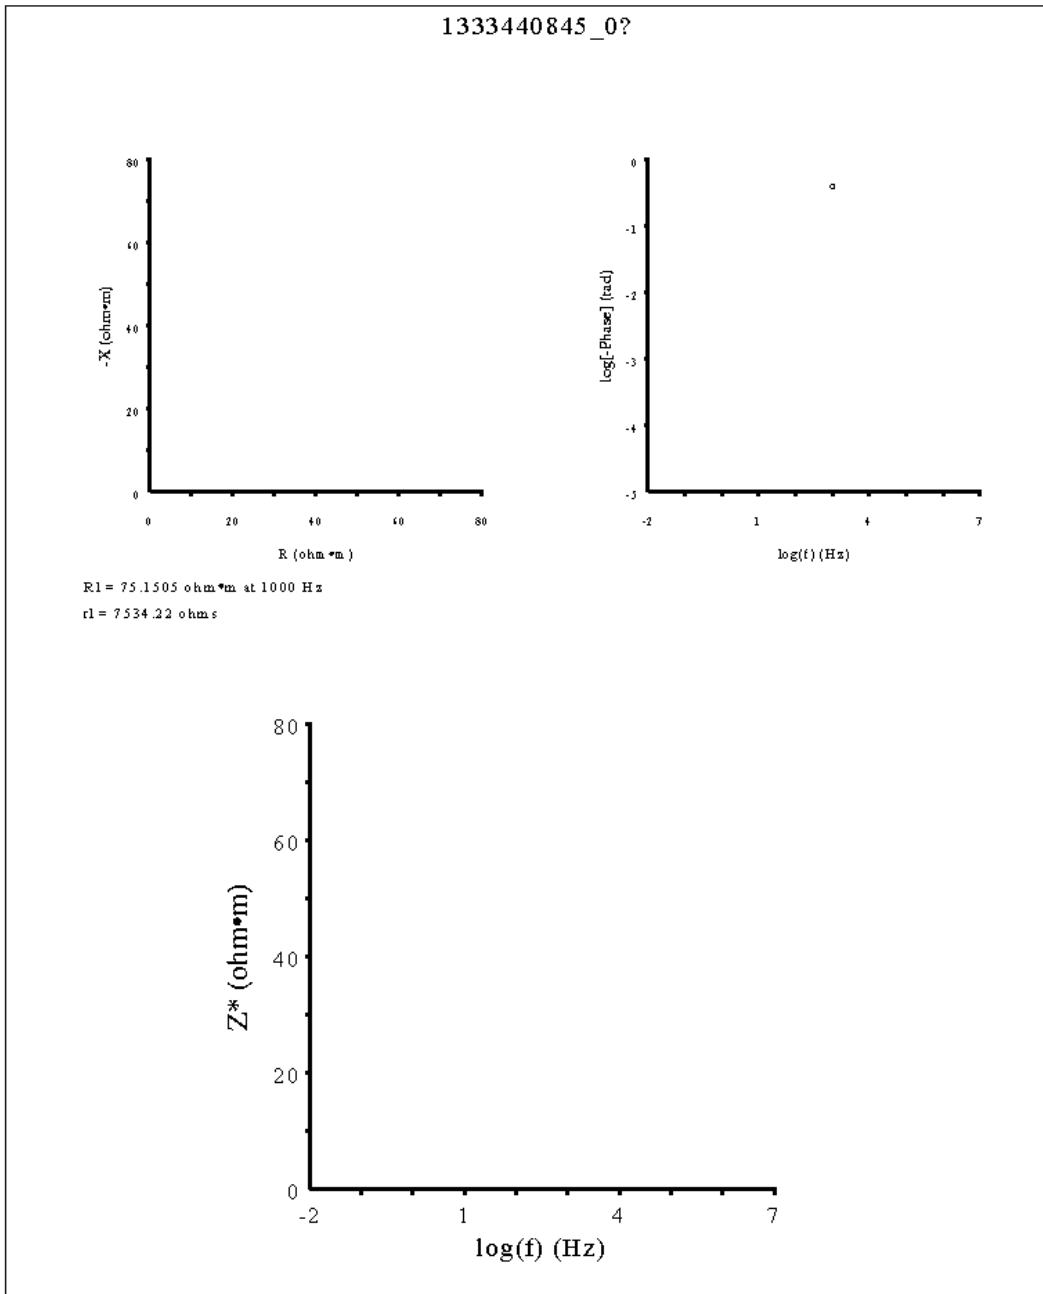 1333440845_0?
80
60
40
20
0
-X (ohm•m)
0 20 40 60 80
R (ohm•m)
0
-1
-2
-3
-4
-5
log[-Phase] (rad)
-2 1 4 7
log(f) (Hz)
R1 = 75.1505 ohm•m at 1000 Hz
r1 = 7534.22 ohms
80
60
40
20
0
Z* (ohm•m)
-2 1 4 7
log(f) (Hz)